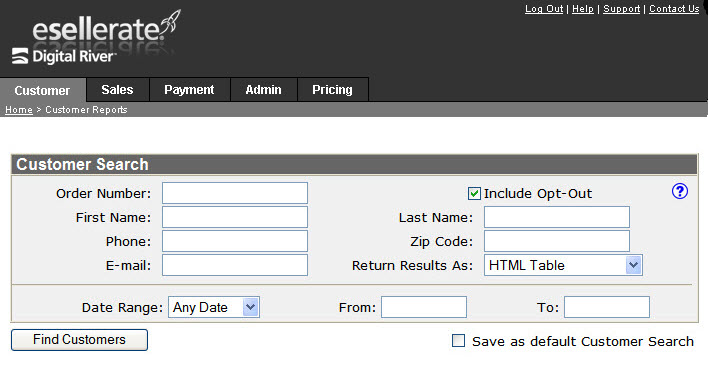 Log Out | Help | Support | Contact Us
esellerate.
Digital River
Customer Sales Payment Admin Pricing
Home > Customer Reports
Customer Search
Order Number: Include Opt-Out ?
First Name: Last Name:
Phone: Zip Code:
E-mail: Return Results As: HTML Table
Date Range: Any Date From: To:
Find Customers Save as default Customer Search